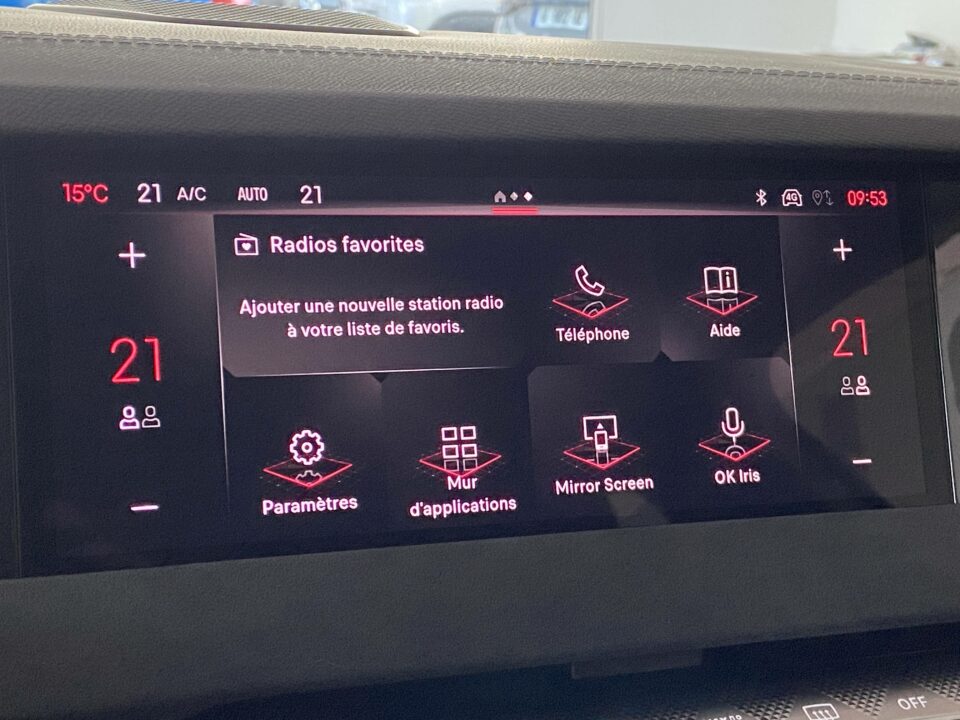 15°C 21 A/C AUTO 21 4G 09:53
Radios favorites
Ajouter une nouvelle station radio
à votre liste de favoris.
Téléphone
Aide
21
21
Paramètres
Mur
d'applications
Mirror Screen
OK Iris
OFF